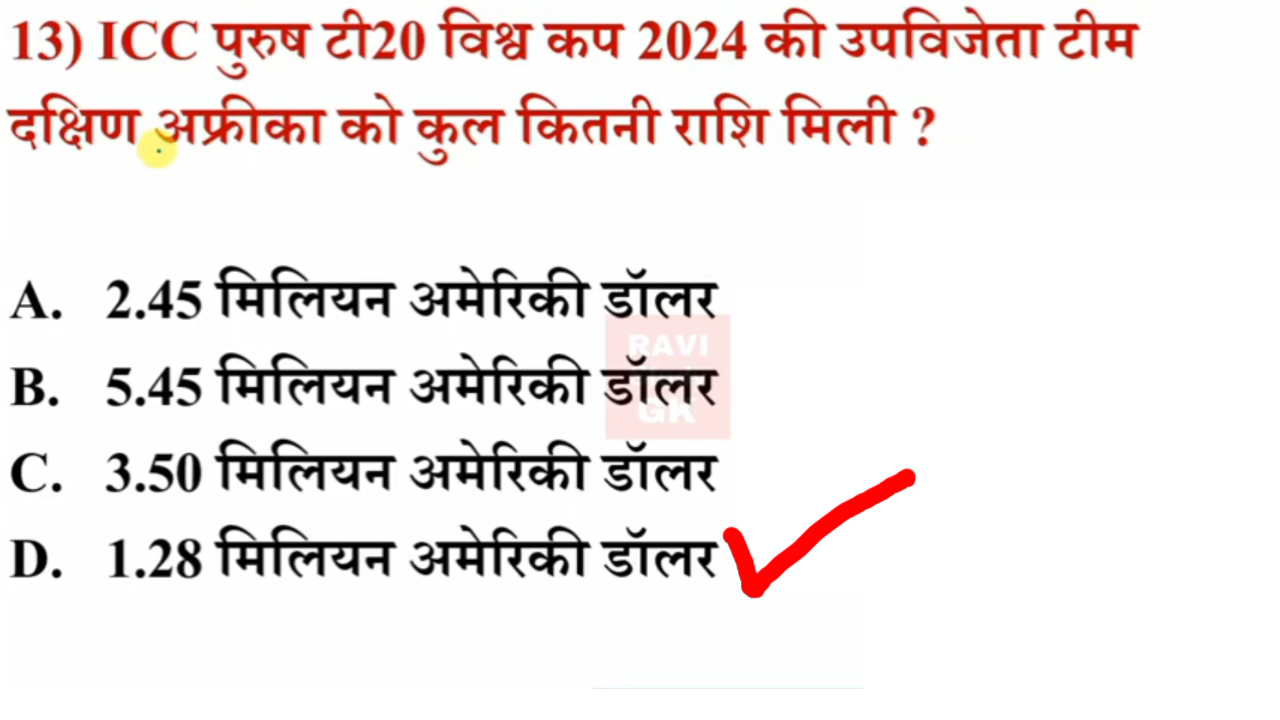 13) ICC पुरुष टी20 विश्व कप 2024 की उपविजेता टीम
दक्षिण अफ्रीका को कुल कितनी राशि मिली ?
A. 2.45 मिलियन अमेरिकी डॉलर
B. 5.45 मिलियन अमेरिकी डॉलर
C. 3.50 मिलियन अमेरिकी डॉलर
D. 1.28 मिलियन अमेरिकी डॉलर
RAVI
GK